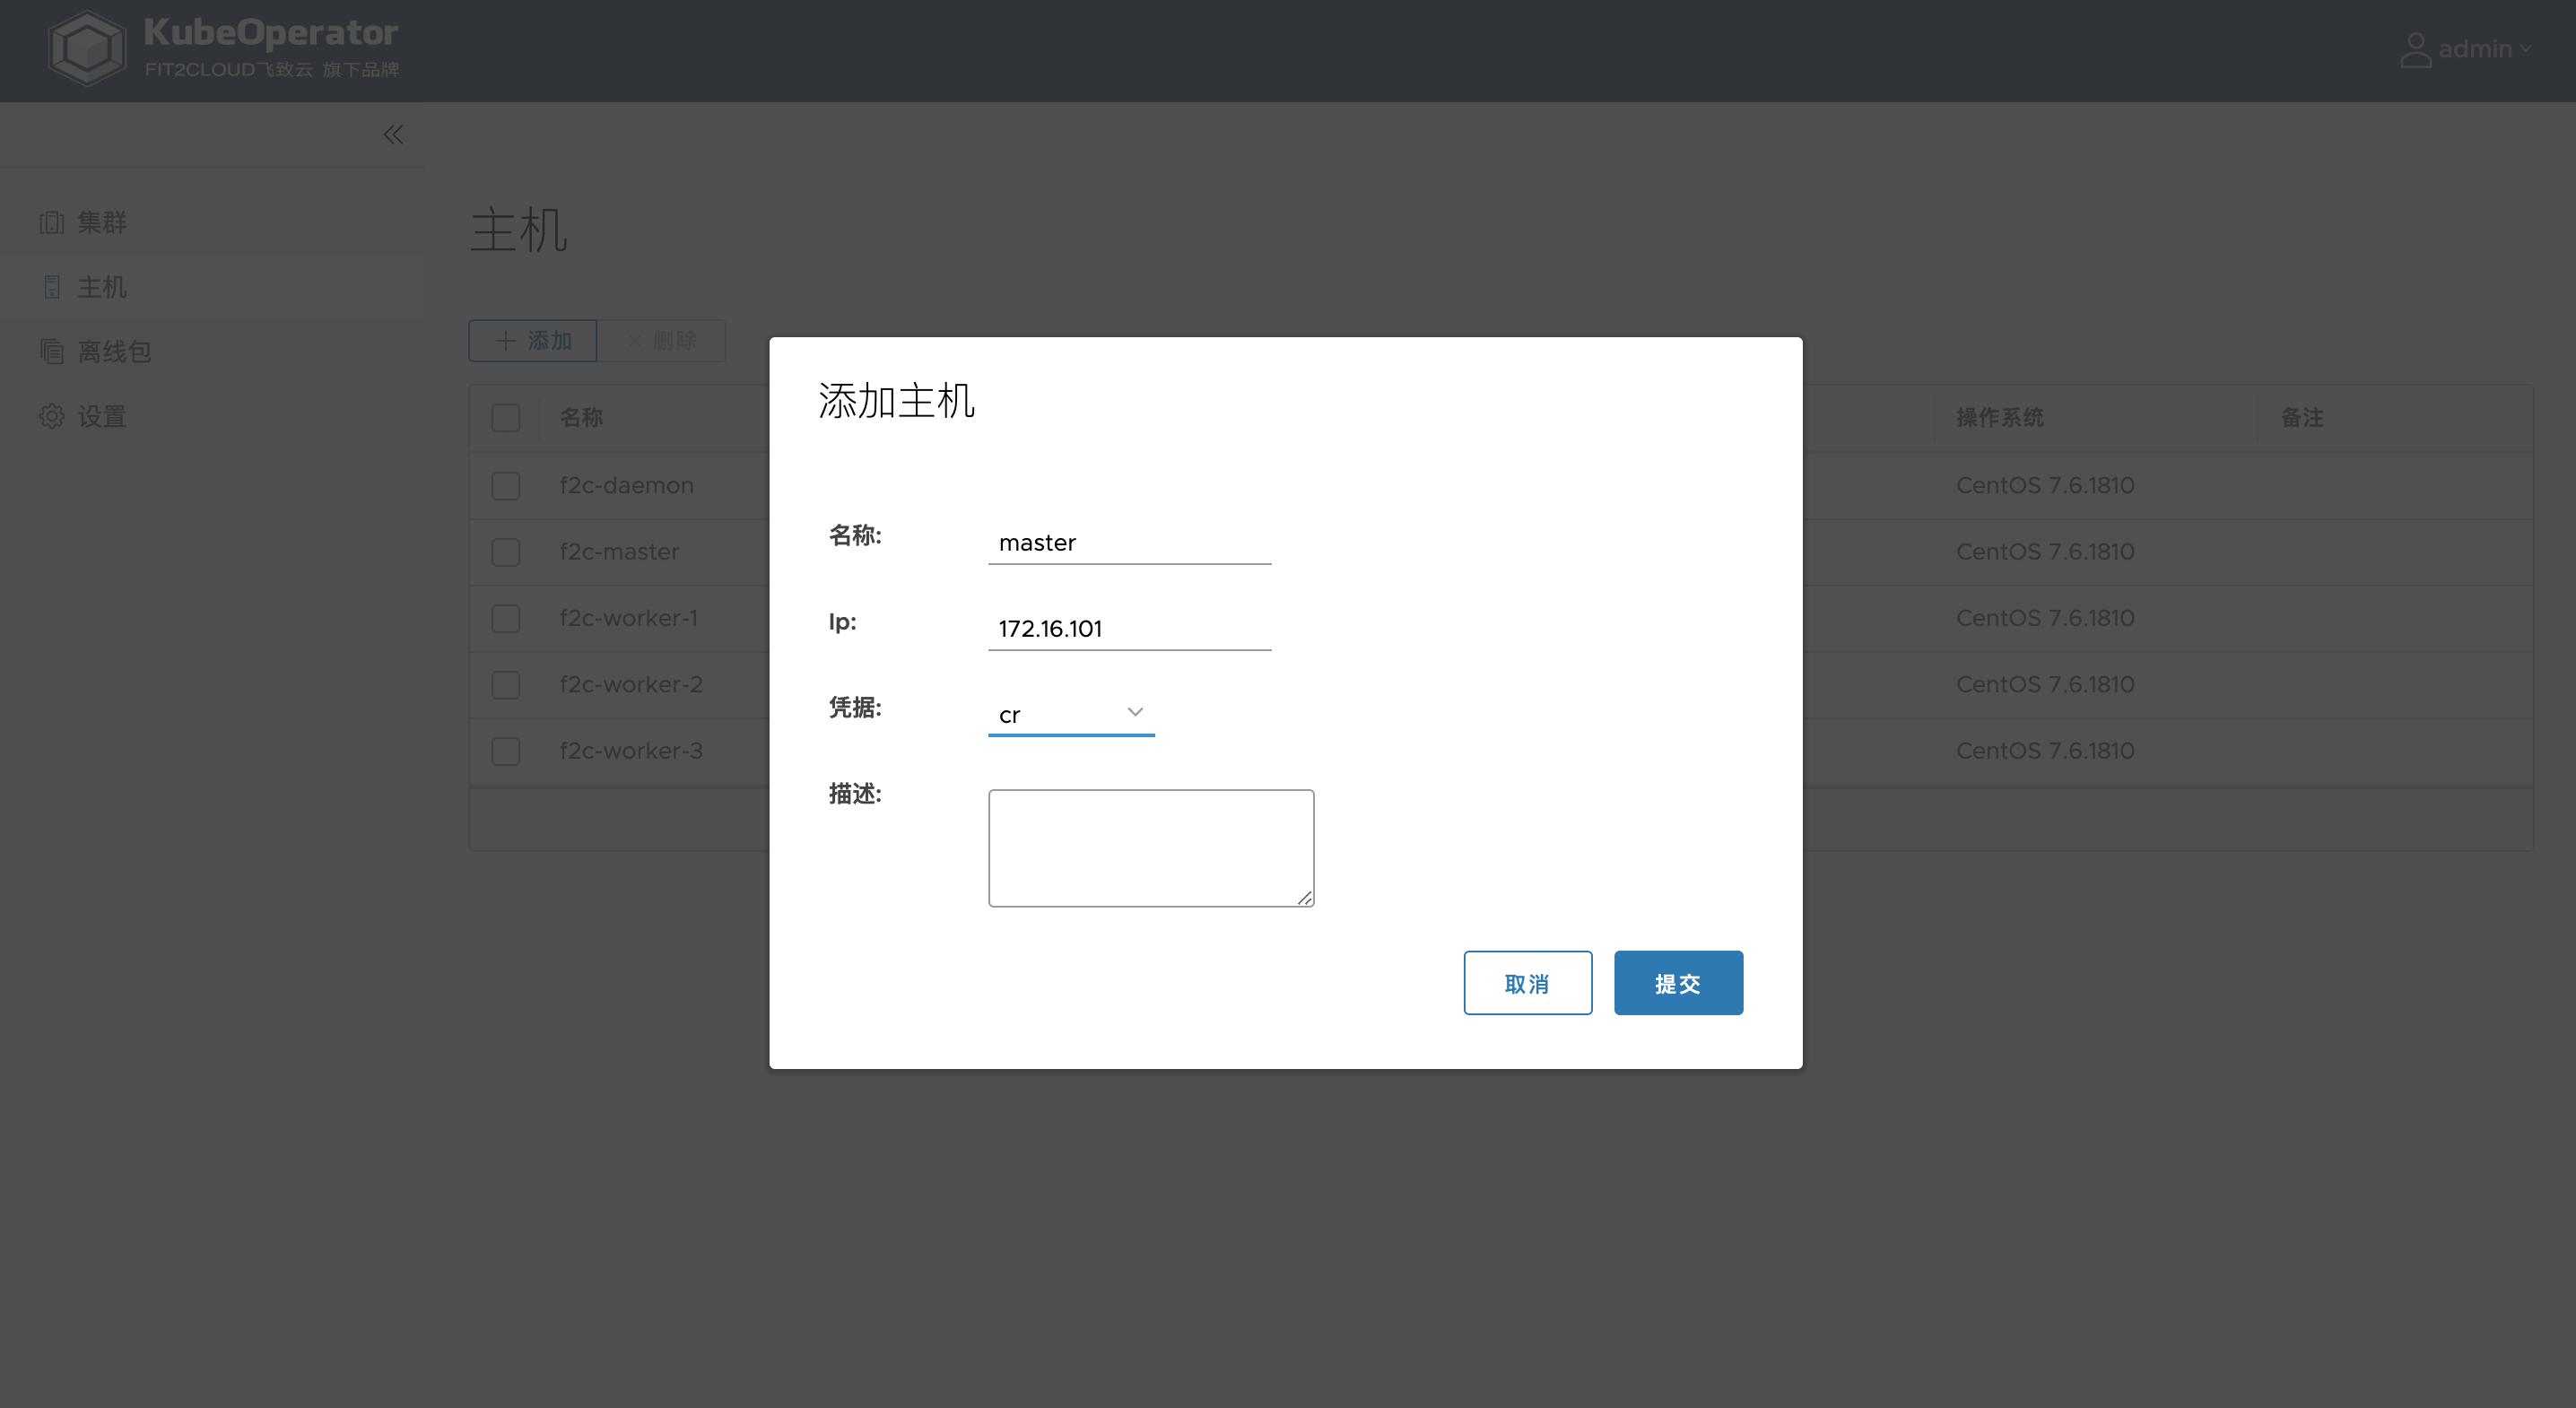 KubeOperator
FIT2CLOUD飞致云 旗下品牌
admin
集群
主机
离线包
设置
主机
添加
删除
名称
操作系统
备注
f2c-daemon
CentOS 7.6.1810
f2c-master
CentOS 7.6.1810
f2c-worker-1
CentOS 7.6.1810
f2c-worker-2
CentOS 7.6.1810
f2c-worker-3
CentOS 7.6.1810
添加主机
名称:
master
Ip:
172.16.101
凭据:
cr
描述:
取消
提交